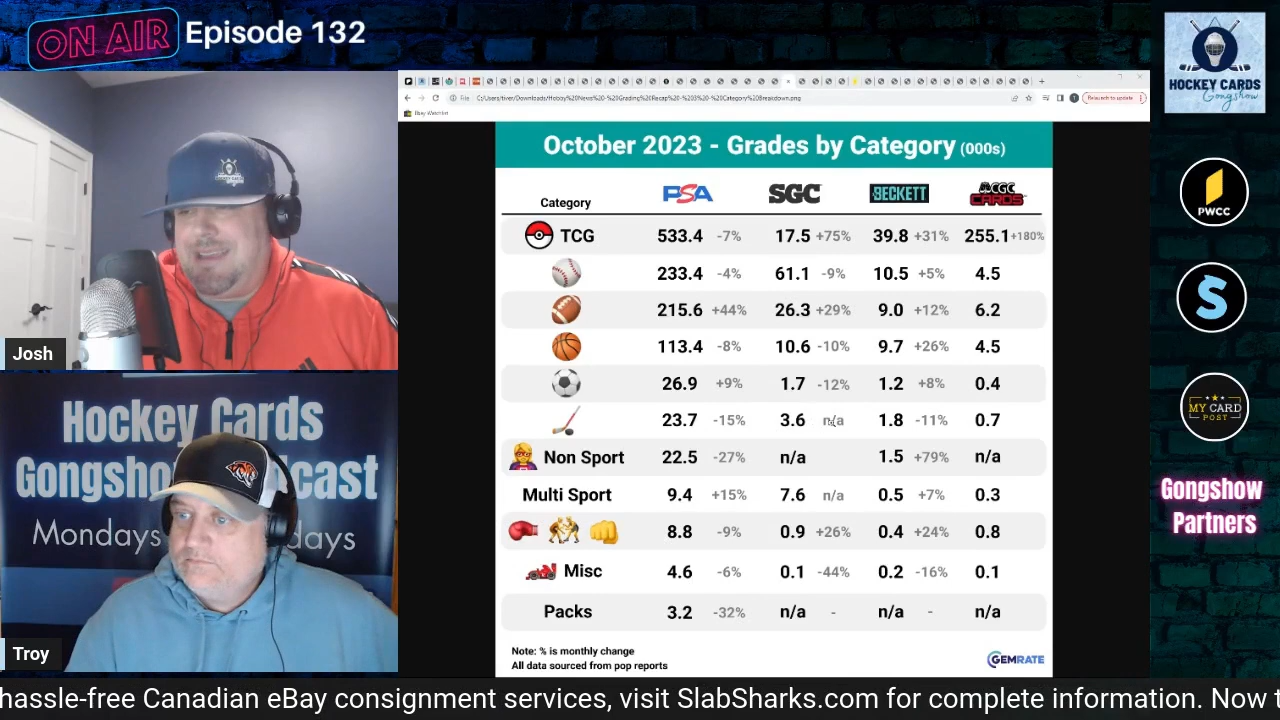 ON AIR
Episode 132
HOCKEY CARDS
Gongshow
Relaunch to update
File
October 2023 - Grades by Category (000s)
Category PSA SGC BECKETT CGC CARDS
TCG 533.4 -7% 17.5 +75% 39.8 +31% 255.1 +180%
233.4 -4% 61.1 -9% 10.5 +5% 4.5
215.6 +44% 26.3 +29% 9.0 +12% 6.2
113.4 -8% 10.6 -10% 9.7 +26% 4.5
26.9 +9% 1.7 -12% 1.2 +8% 0.4
23.7 -15% 3.6 n/a 1.8 -11% 0.7
Non Sport 22.5 -27% n/a 1.5 +79% n/a
Multi Sport 9.4 +15% 7.6 n/a 0.5 +7% 0.3
8.8 -9% 0.9 +26% 0.4 +24% 0.8
Misc 4.6 -6% 0.1 -44% 0.2 -16% 0.1
Packs 3.2 -32% n/a - n/a - n/a
Note: % is monthly change
All data sourced from pop reports
GEMRATE
Josh
Hockey Cards
Gongshow
Mondays
Troy
PWCC
S
MY CARD
POST
Gongshow
Partners
hassle-free Canadian eBay consignment services, visit SlabSharks.com for complete information. Now